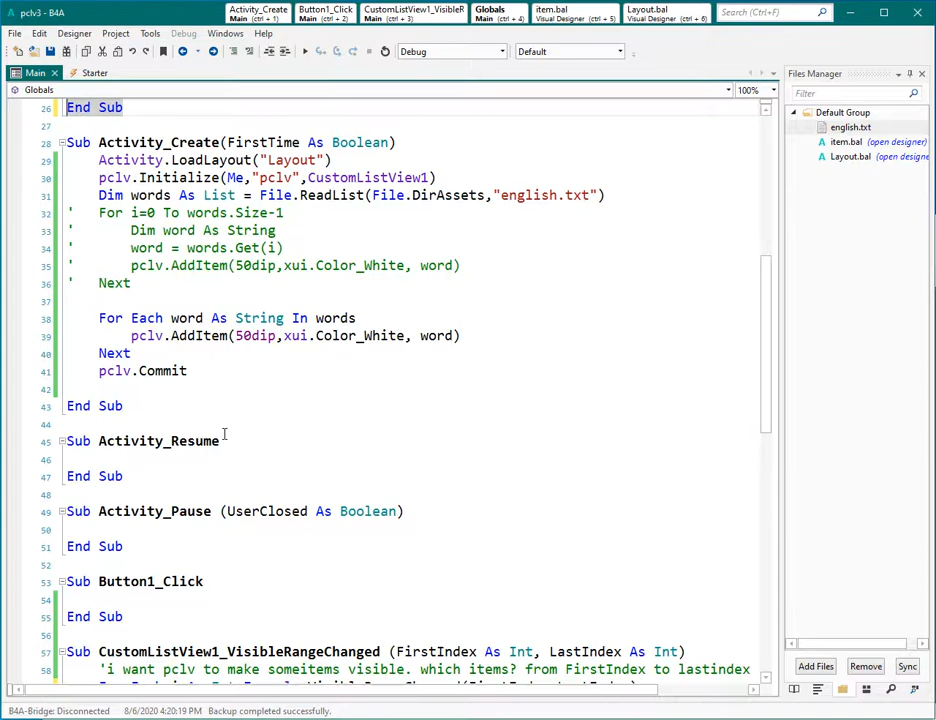 pclv3 - B4A
Activity_Create
Main (ctrl + 1)
Button1_Click
Main (ctrl + 2)
CustomListView1_VisibleR
Main (ctrl + 3)
Globals
Main (ctrl + 4)
item.bal
Visual Designer (ctrl + 5)
Layout.bal
Visual Designer (ctrl + 6)
Search (Ctrl+F)
File Edit Designer Project Tools Debug Windows Help
Debug
Default
Main
Starter
Globals
100%
26 End Sub
27
28 Sub Activity_Create(FirstTime As Boolean)
29 Activity.LoadLayout("Layout")
30 pclv.Initialize(Me,"pclv",CustomListView1)
31 Dim words As List = File.ReadList(File.DirAssets,"english.txt")
32 ' For i=0 To words.Size-1
33 ' Dim word As String
34 ' word = words.Get(i)
35 ' pclv.AddItem(50dip,xui.Color_White, word)
36 ' Next
38 For Each word As String In words
39 pclv.AddItem(50dip,xui.Color_White, word)
40 Next
41 pclv.Commit
42
43 End Sub
44
45 Sub Activity_Resume
46
47 End Sub
48
49 Sub Activity_Pause (UserClosed As Boolean)
50
51 End Sub
52
53 Sub Button1_Click
54
55 End Sub
56
57 Sub CustomListView1_VisibleRangeChanged (FirstIndex As Int, LastIndex As Int)
58 'i want pclv to make someitems visible. which items? from FirstIndex to lastindex
Files Manager
Filter
Default Group
english.txt
item.bal (open designer)
Layout.bal (open designe
Add Files
Remove
Sync
B4A-Bridge: Disconnected 8/6/2020 4:20:19 PM Backup completed successfully.